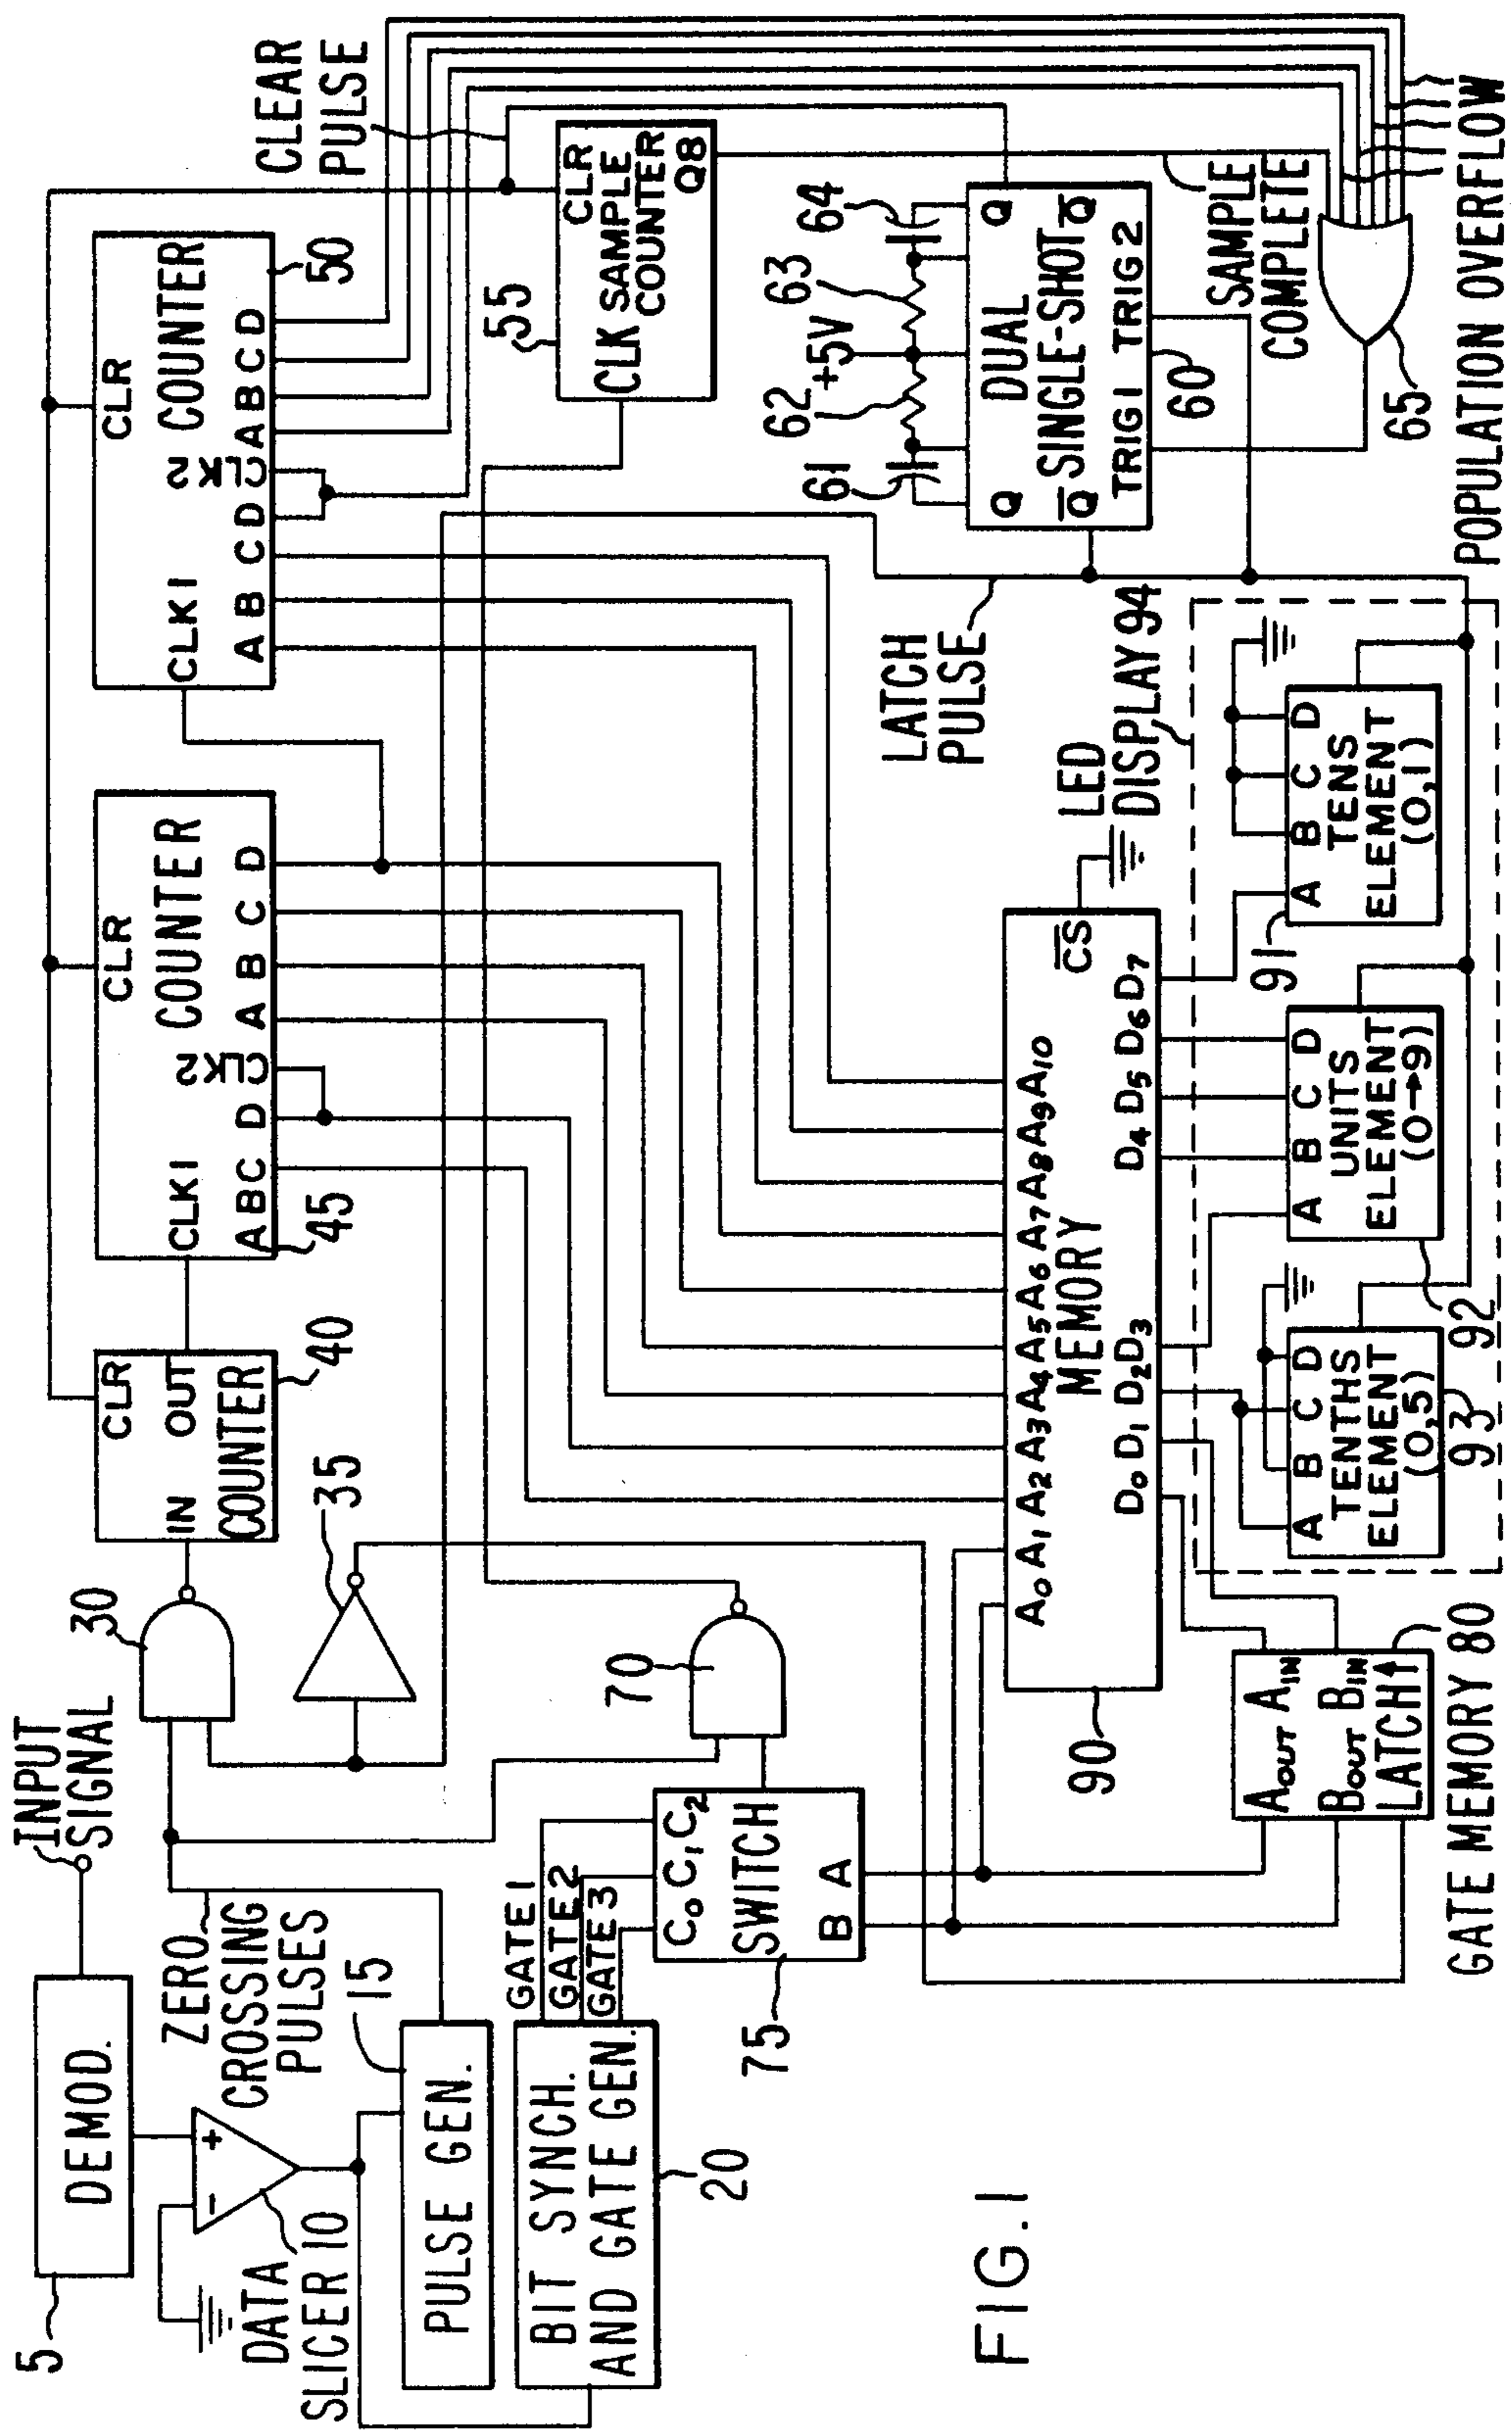 INPUT
SIGNAL
5
DEMOD.
ZERO
CROSSING
PULSES
DATA
SLICER 10
15
PULSE GEN.
BIT SYNCH.
AND GATE GEN.
20
GATE 1
GATE 2
GATE 3
C0 C1 C2
SWITCH
B A
75
30
35
70
CLR
IN OUT
COUNTER
40
CLR
COUNTER
CLK1
A B C D CLK2 A B C D
45
CLR
COUNTER
CLK1
A B C D CLK2 A B C D
50
CLEAR
PULSE
55
CLR
CLK SAMPLE
COUNTER
Q8
61
62
+5V
63
64
Q Q
DUAL
SINGLE-SHOT
Q̅ Q̅
TRIG1 TRIG2
60
LATCH
PULSE
SAMPLE
COMPLETE
65
POPULATION OVERFLOW
A0 A1 A2 A3 A4 A5 A6 A7 A8 A9 A10
MEMORY
C̅S̅
D0 D1 D2 D3 D4 D5 D6 D7
90
LED
DISPLAY 94
AOUT AIN
BOUT BIN
LATCH1
GATE MEMORY 80
A B C D
TENTHS
ELEMENT
(0,5)
93
A B C D
UNITS
ELEMENT
(0→9)
92
A B C D
TENS
ELEMENT
(0,1)
91
FIG.1